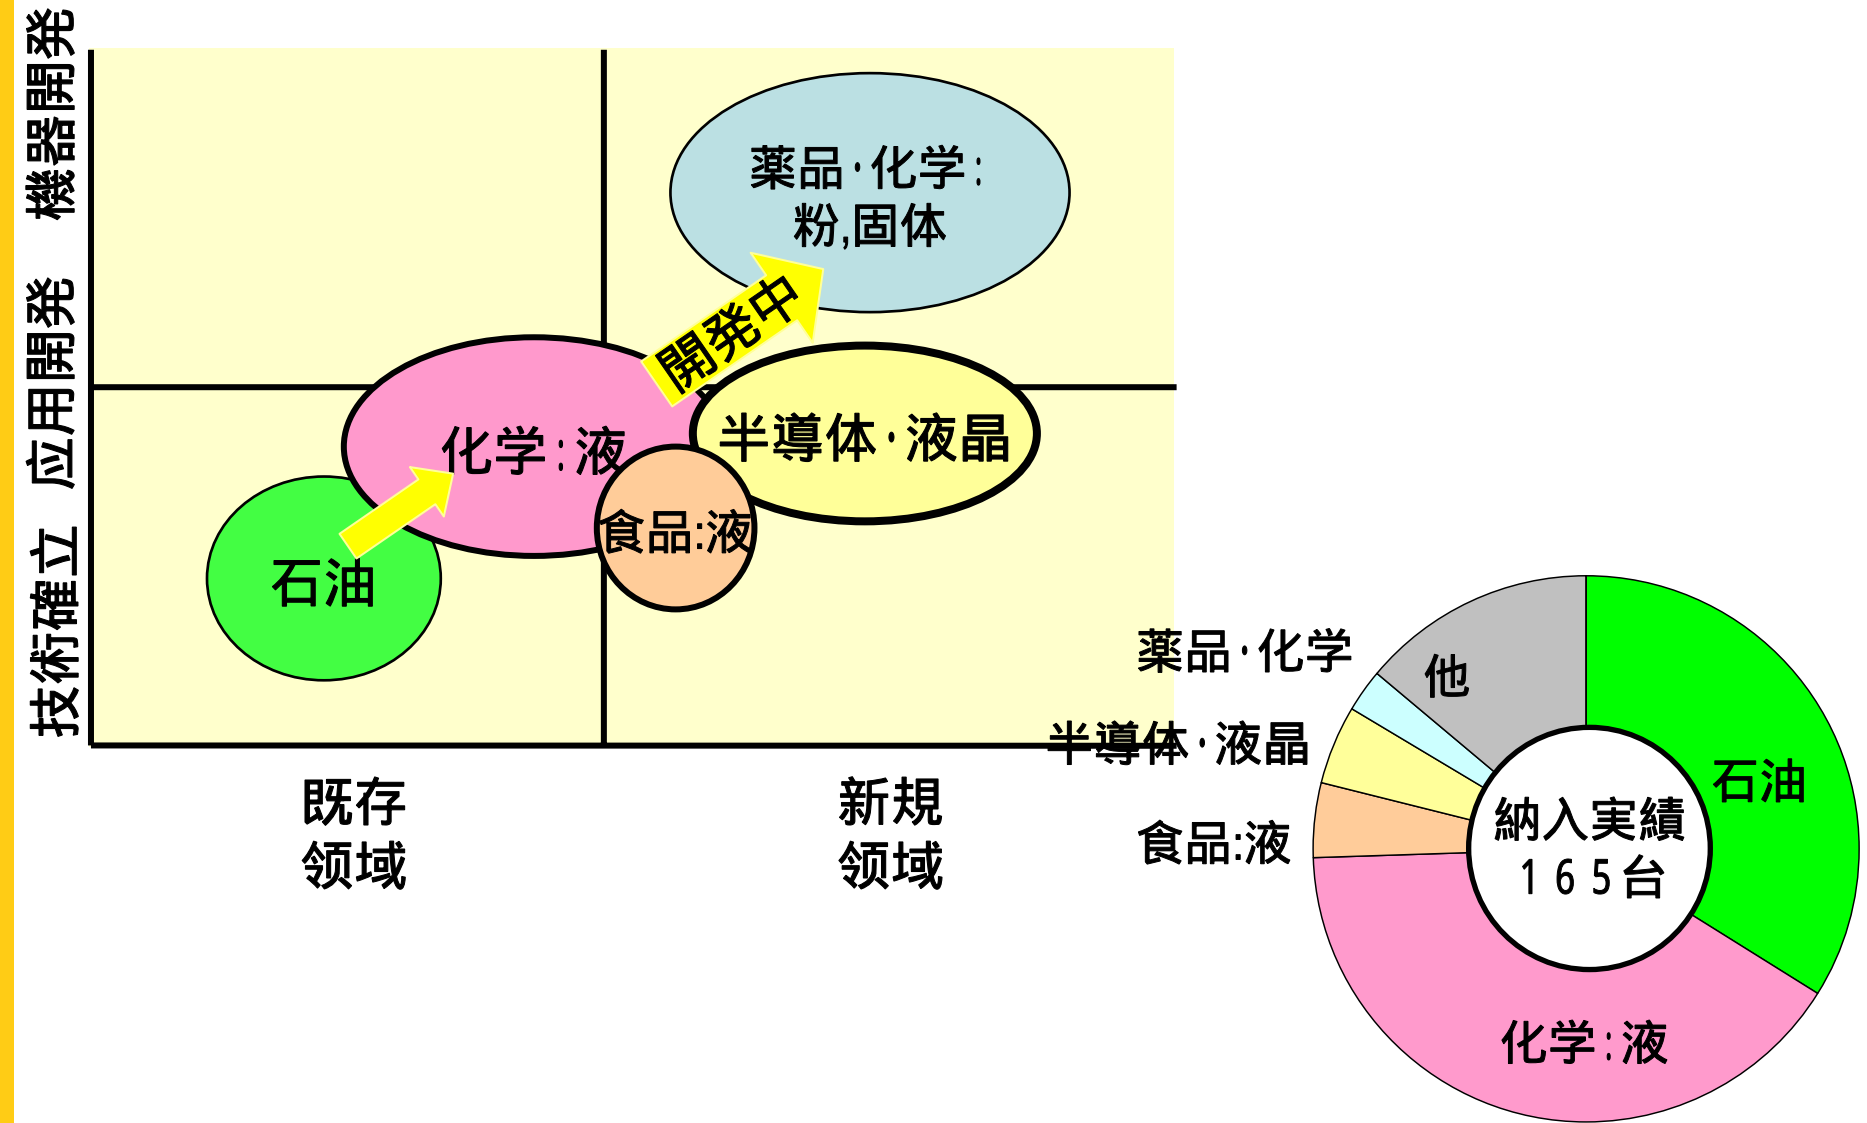 機器開発
应用開発
技術確立
薬品·化学:
粉,固体
開発中
化学:液
半導体·液晶
食品:液
石油
既存
领域
新規
领域
薬品·化学
半導体·液晶
食品:液
他
石油
化学:液
納入実績
１６５台